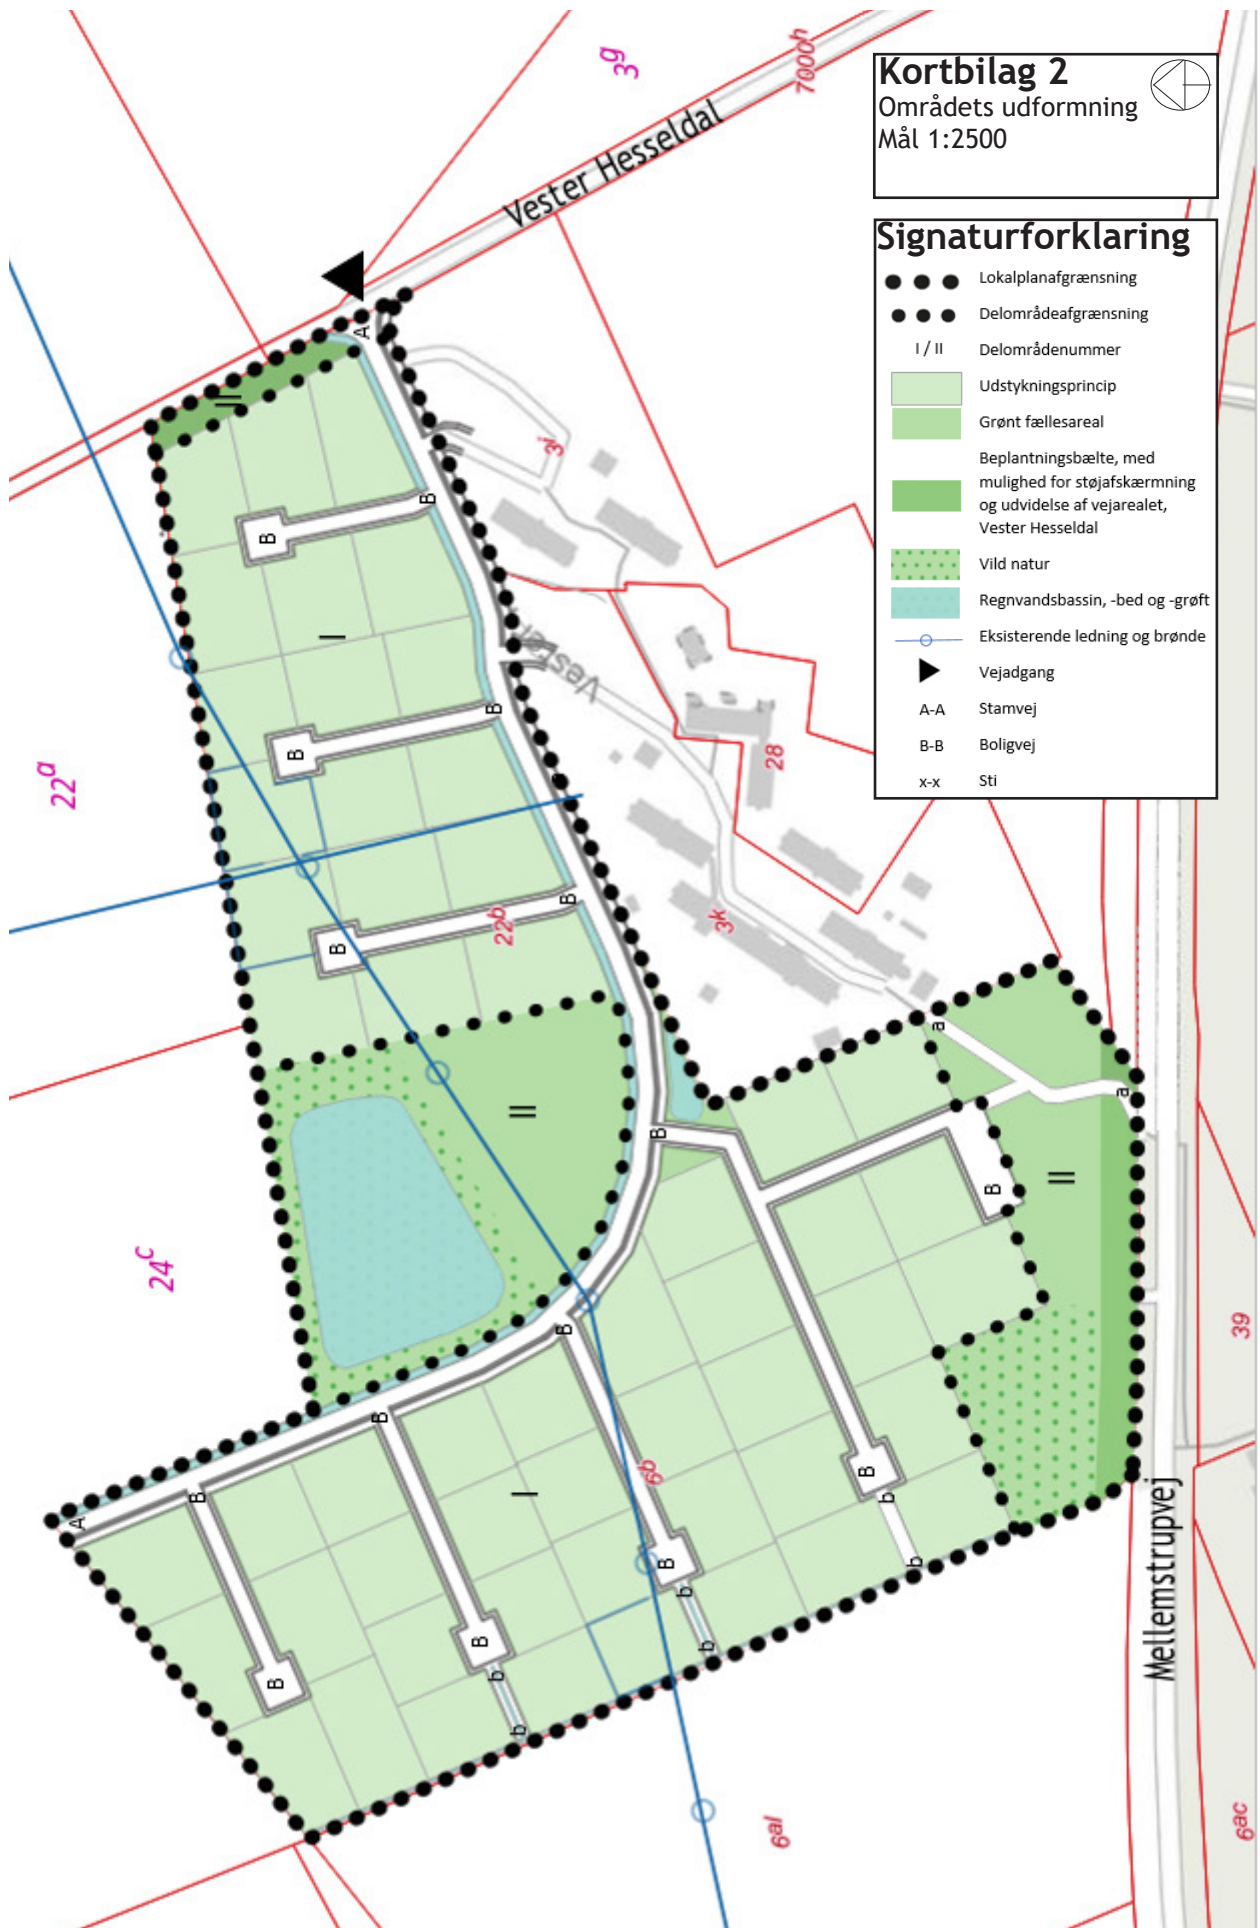 Kortbilag 2
Områdets udformning
Mål 1:2500
Signaturforklaring
Lokalplanafgrænsning
Delområdeafgrænsning
I / II Delområdenummer
Udstykningsprincip
Grønt fællesareal
Beplantningsbælte, med
mulighed for støjafskærmning
og udvidelse af vejarealet,
Vester Hesseldal
Vild natur
Regnvandsbassin, -bed og -grøft
Eksisterende ledning og brønde
Vejadgang
A-A Stamvej
B-B Boligvej
x-x Sti
3g
7000h
Vester Hesseldal
A
II
3i
B
B
I
Vester
B
B
22a
28
B
B
22b
3k
a
a
II
B
II
B
24c
B
39
B
B
I
6b
B
b
b
A
B
B
b
b
B
b
b
B
Mellemstrupvej
6al
6ac